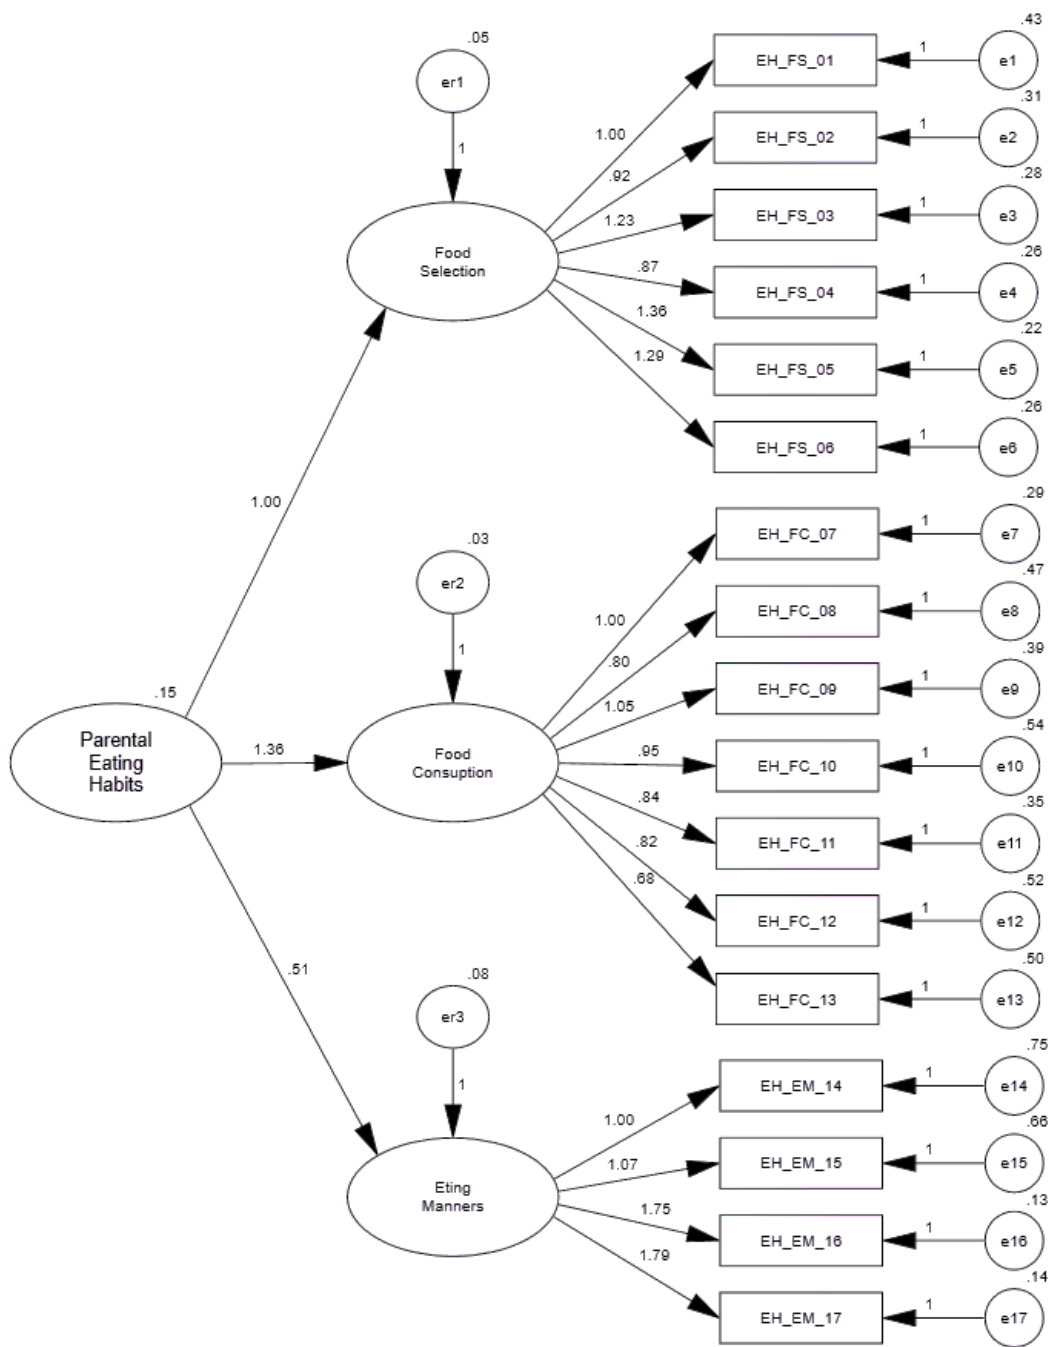 .05
er1
1
Food
Selection
1.00
.92
1.23
.87
1.36
1.29
EH_FS_01
1
e1
.43
EH_FS_02
1
e2
.31
EH_FS_03
1
e3
.28
EH_FS_04
1
e4
.26
EH_FS_05
1
e5
.22
EH_FS_06
1
e6
.26
1.00
.15
Parental
Eating
Habits
1.36
.51
.03
er2
1
Food
Consuption
1.00
.80
1.05
.95
.84
.82
.68
EH_FC_07
1
e7
.29
EH_FC_08
1
e8
.47
EH_FC_09
1
e9
.39
EH_FC_10
1
e10
.54
EH_FC_11
1
e11
.35
EH_FC_12
1
e12
.52
EH_FC_13
1
e13
.50
.08
er3
1
Eting
Manners
1.00
1.07
1.75
1.79
EH_EM_14
1
e14
.75
EH_EM_15
1
e15
.66
EH_EM_16
1
e16
.13
EH_EM_17
1
e17
.14